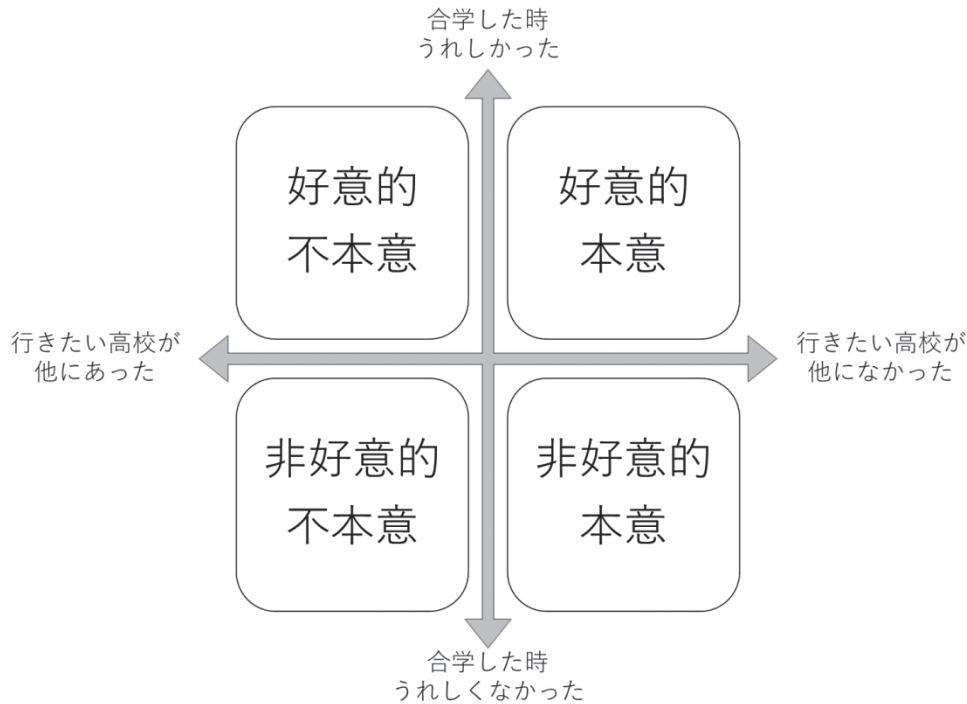 合学した時
うれしかった
好意的
不本意
好意的
本意
行きたい高校が
他にあった
行きたい高校が
他になかった
非好意的
不本意
非好意的
本意
合学した時
うれしくなかった